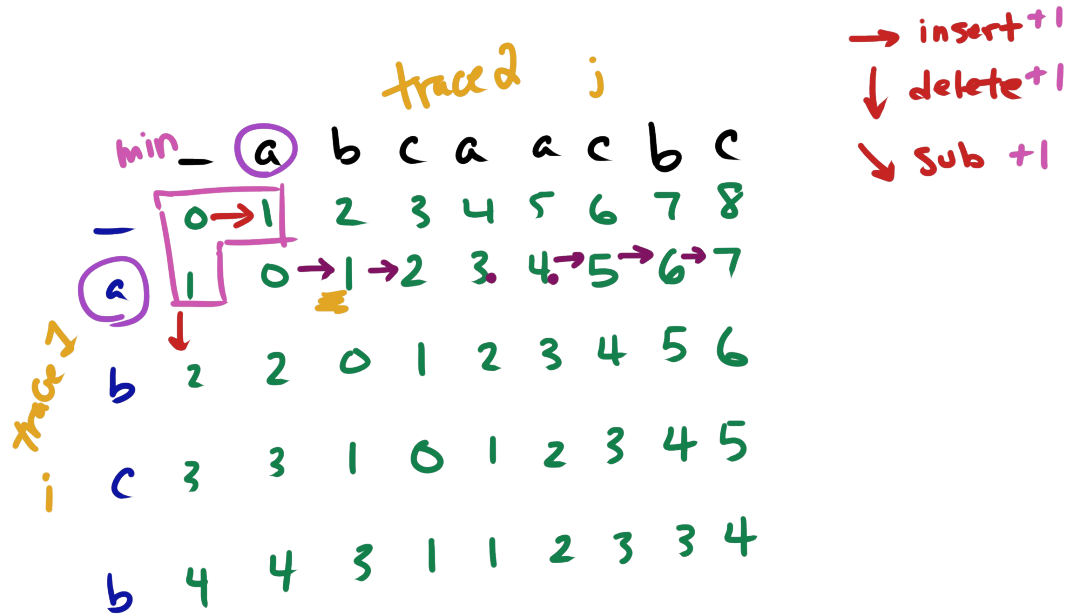 → insert +1
trace2 j
↓ delete +1
min _ a b c a a c b c
↘ sub +1
_ 0 → 1 2 3 4 5 6 7 8
a 1 0 → 1 → 2 3. 4. → 5 → 6 → 7
↓
trace 1
b 2 2 0 1 2 3 4 5 6
i c 3 3 1 0 1 2 3 4 5
b 4 4 3 1 1 2 3 3 4